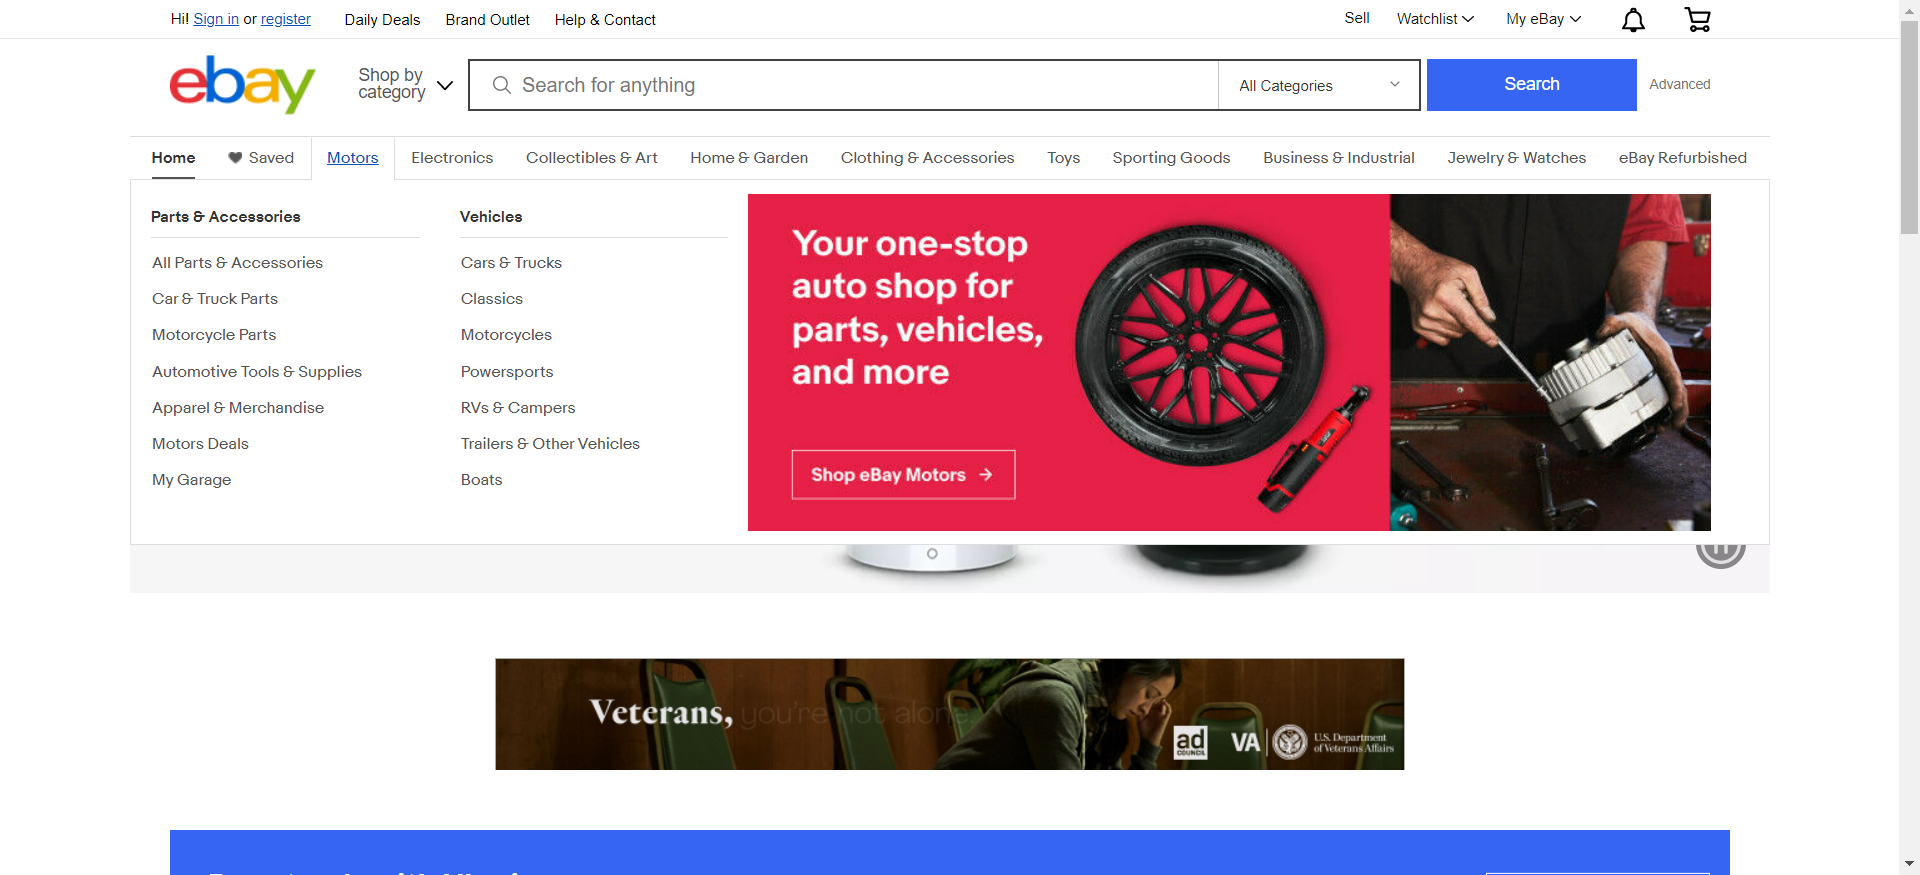 Hi! Sign in or register
Daily Deals
Brand Outlet
Help & Contact
Sell
Watchlist
My eBay
ebay
Shop by
category
Search for anything
All Categories
Search
Advanced
Home
Saved
Motors
Electronics
Collectibles & Art
Home & Garden
Clothing & Accessories
Toys
Sporting Goods
Business & Industrial
Jewelry & Watches
eBay Refurbished
Parts & Accessories
All Parts & Accessories
Car & Truck Parts
Motorcycle Parts
Automotive Tools & Supplies
Apparel & Merchandise
Motors Deals
My Garage
Vehicles
Cars & Trucks
Classics
Motorcycles
Powersports
RVs & Campers
Trailers & Other Vehicles
Boats
Your one-stop
auto shop for
parts, vehicles,
and more
Shop eBay Motors
Veterans, you're not alone.
ad
COUNCIL
VA
U.S. Department
of Veterans Affairs